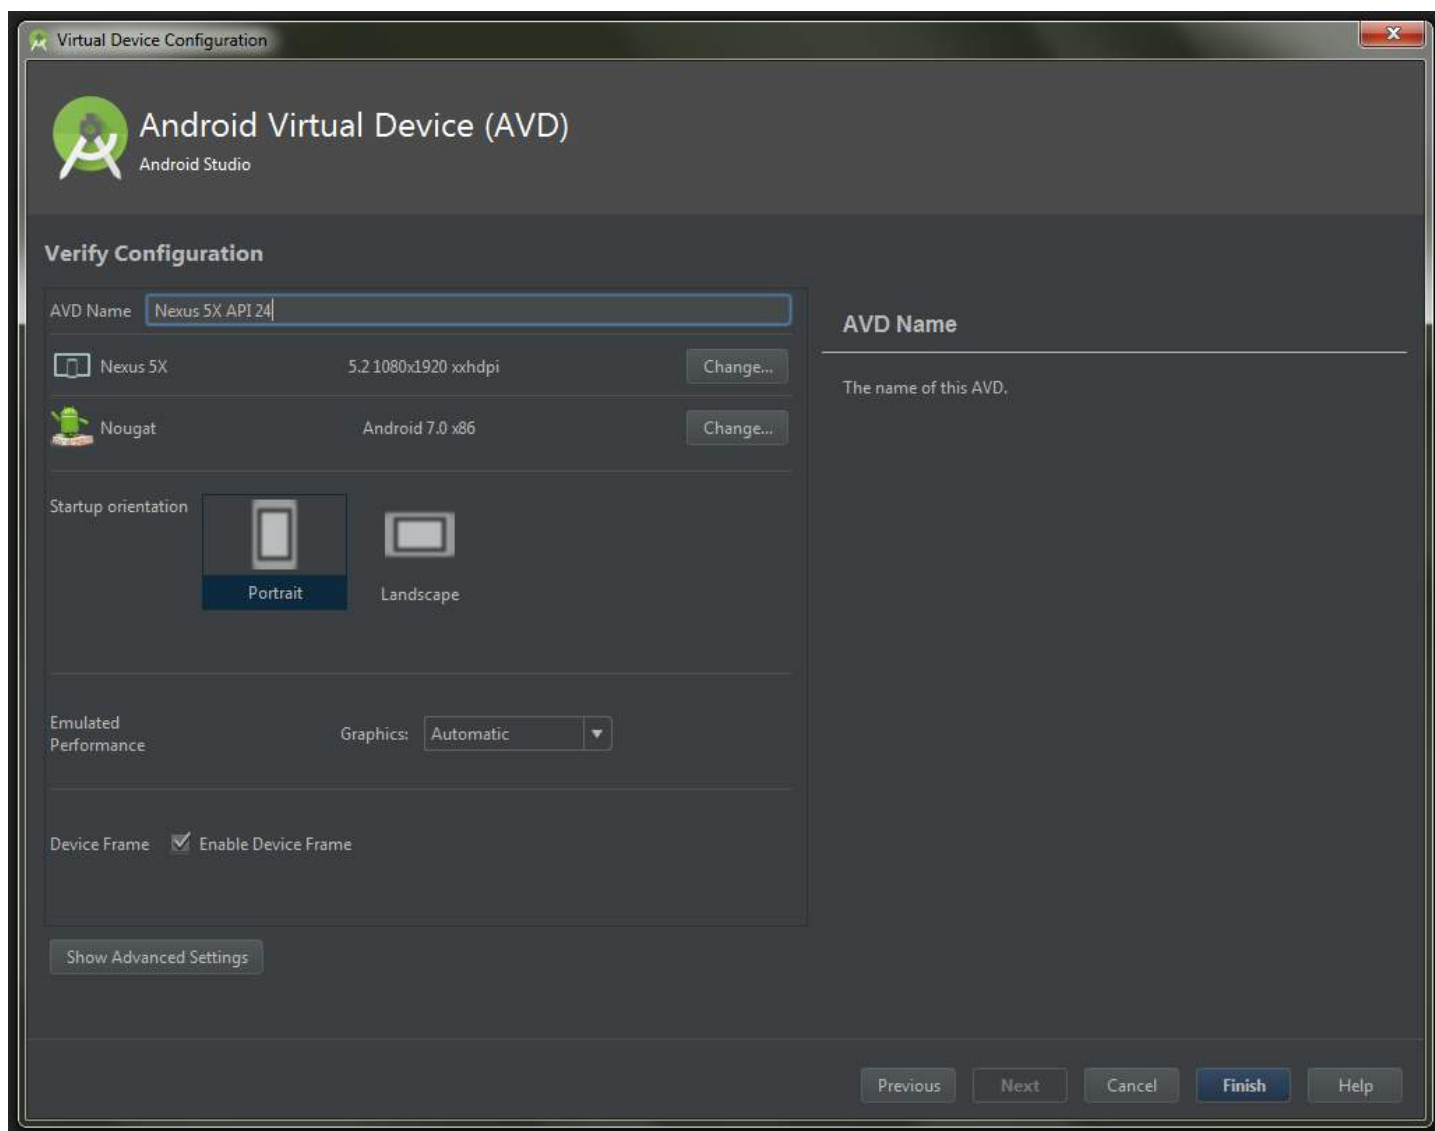 Virtual Device Configuration
Android Virtual Device (AVD)
Android Studio
Verify Configuration
AVD Name Nexus 5X API 24
Nexus 5X 5.2 1080x1920 xxhdpi Change...
Nougat Android 7.0 x86 Change...
Startup orientation
Portrait Landscape
Emulated
Performance
Graphics: Automatic
Device Frame Enable Device Frame
Show Advanced Settings
AVD Name
The name of this AVD.
Previous Next Cancel Finish Help